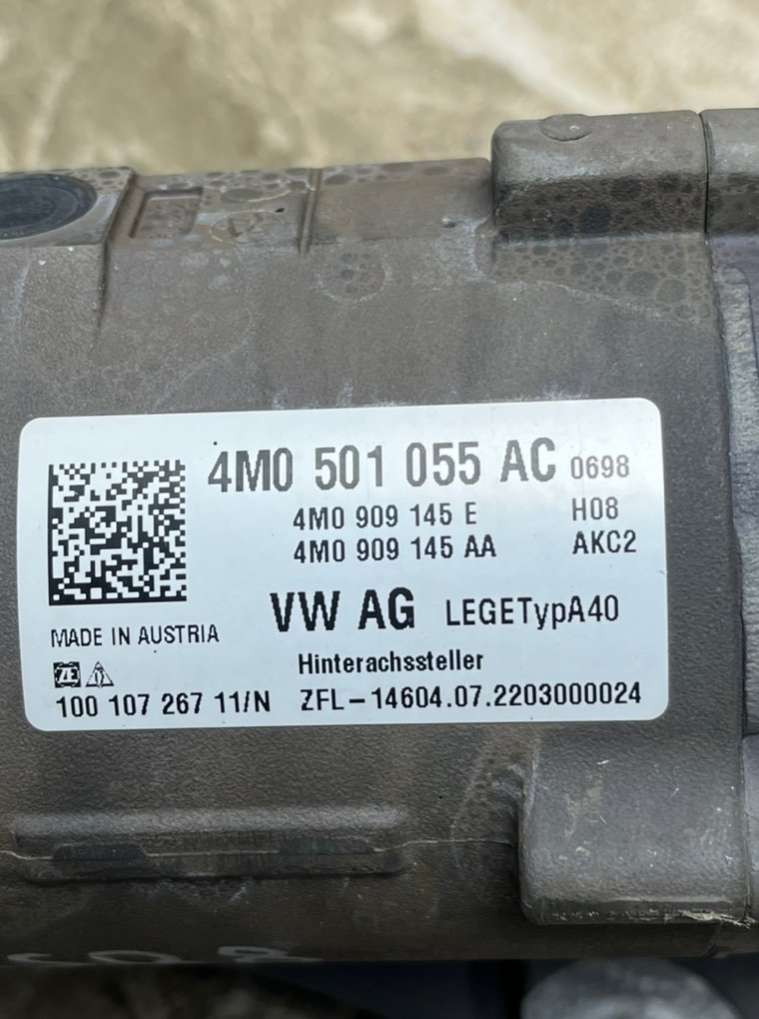 4M0 501 055 AC 0698
4M0 909 145 E H08
4M0 909 145 AA AKC2
VW AG LEGETypA40
MADE IN AUSTRIA
Hinterachssteller
ZF
100 107 267 11/N ZFL-14604.07.2203000024